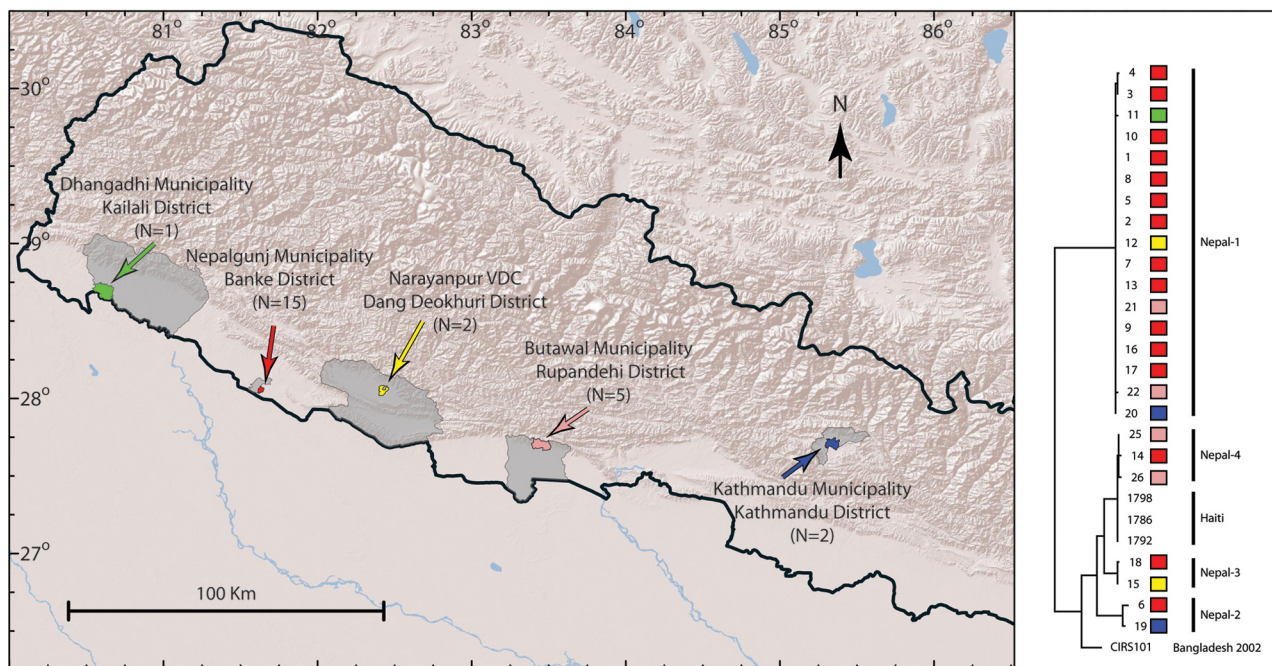 81° 82° 83° 84° 85° 86°
30°
29°
28°
27°
N
Dhangadhi Municipality
Kailali District
(N=1)
Nepalgunj Municipality
Banke District
(N=15)
Narayanpur VDC
Dang Deokhuri District
(N=2)
Butawal Municipality
Rupandehi District
(N=5)
Kathmandu Municipality
Kathmandu District
(N=2)
100 Km
4
3
11
10
1
8
5
2
12
7
13
21
9
16
17
22
20
Nepal-1
25
14
26
Nepal-4
1798
1786
1792
Haiti
18
15
Nepal-3
6
19
Nepal-2
CIRS101 Bangladesh 2002